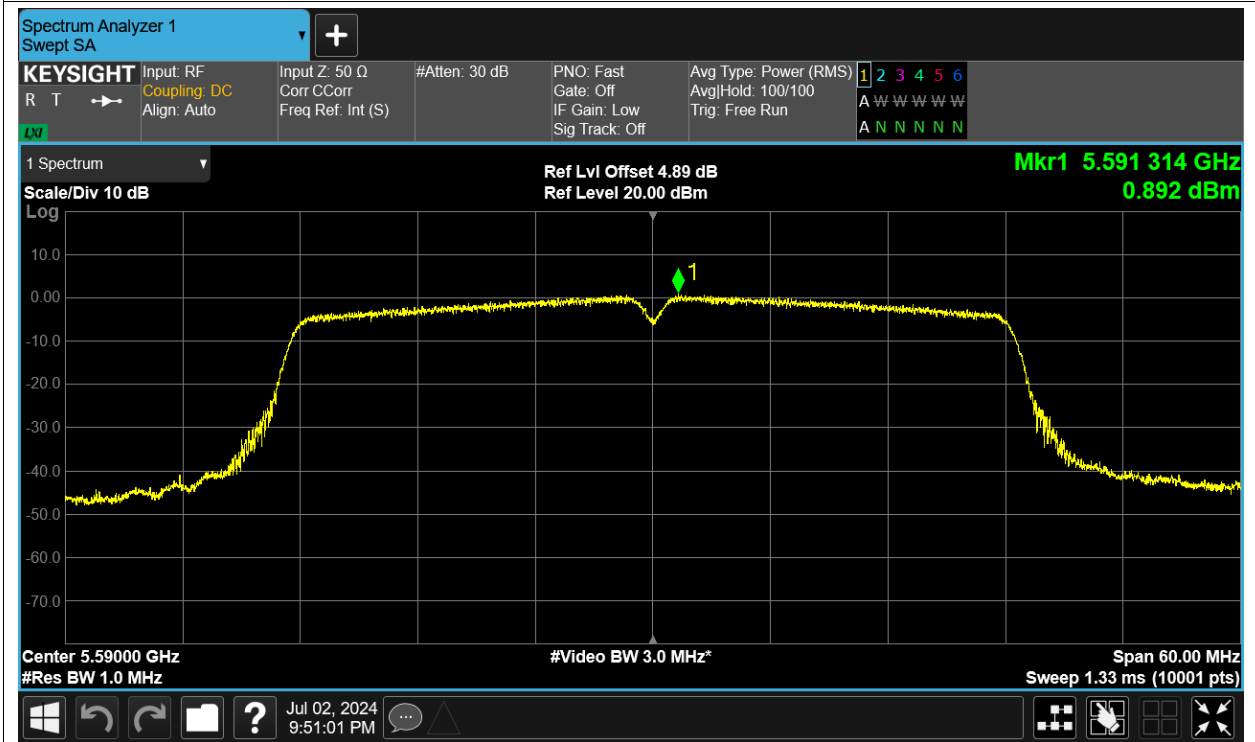 Spectrum Analyzer 1
Swept SA
KEYSIGHT
R T
LXI
Input: RF
Coupling: DC
Align: Auto
Input Z: 50 Ω
Corr CCorr
Freq Ref: Int (S)
#Atten: 30 dB
PNO: Fast
Gate: Off
IF Gain: Low
Sig Track: Off
Avg Type: Power (RMS)
Avg|Hold: 100/100
Trig: Free Run
1 2 3 4 5 6
A W W W W W
A N N N N N
1 Spectrum
Scale/Div 10 dB
Log
Ref Lvl Offset 4.89 dB
Ref Level 20.00 dBm
Mkr1 5.591 314 GHz
0.892 dBm
1
10.0
0.00
-10.0
-20.0
-30.0
-40.0
-50.0
-60.0
-70.0
Center 5.59000 GHz
#Res BW 1.0 MHz
#Video BW 3.0 MHz*
Span 60.00 MHz
Sweep 1.33 ms (10001 pts)
?
Jul 02, 2024
9:51:01 PM